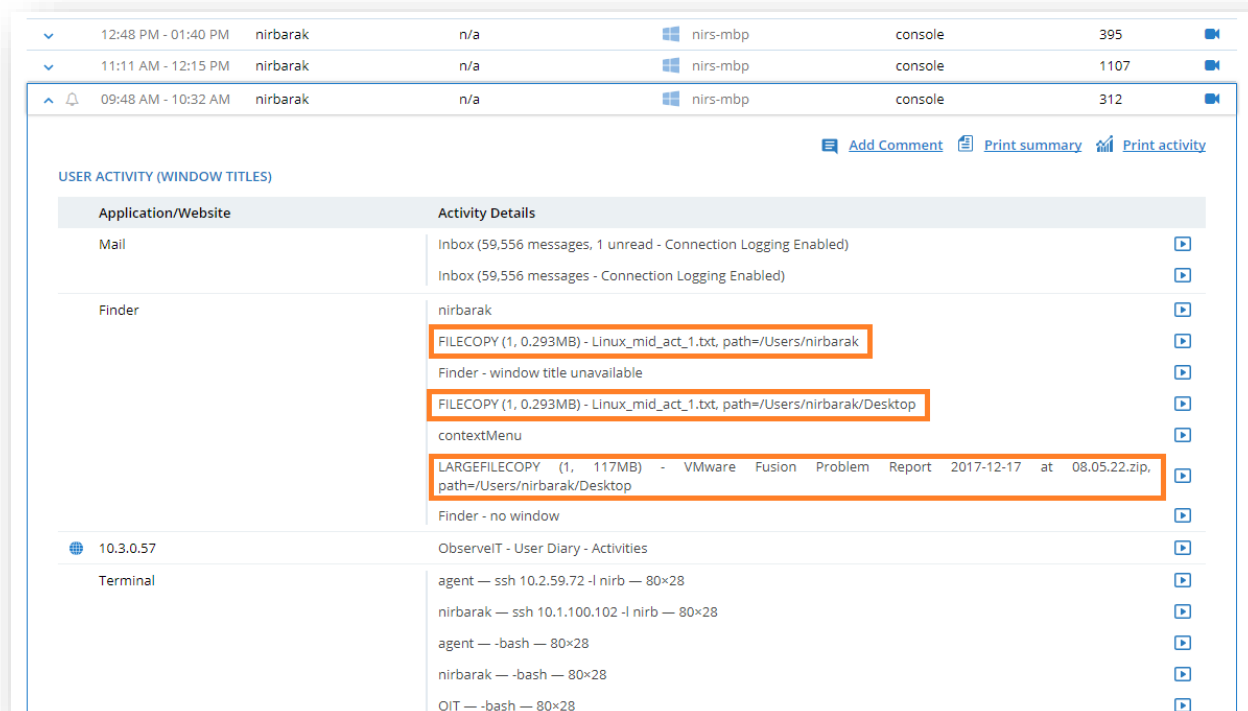 12:48 PM - 01:40 PM nirbarak n/a nirs-mbp console 395
11:11 AM - 12:15 PM nirbarak n/a nirs-mbp console 1107
09:48 AM - 10:32 AM nirbarak n/a nirs-mbp console 312
Add Comment Print summary Print activity
USER ACTIVITY (WINDOW TITLES)
Application/Website Activity Details
Mail Inbox (59,556 messages, 1 unread - Connection Logging Enabled)
Inbox (59,556 messages - Connection Logging Enabled)
Finder nirbarak
FILECOPY (1, 0.293MB) - Linux_mid_act_1.txt, path=/Users/nirbarak
Finder - window title unavailable
FILECOPY (1, 0.293MB) - Linux_mid_act_1.txt, path=/Users/nirbarak/Desktop
contextMenu
LARGEFILECOPY (1, 117MB) - VMware Fusion Problem Report 2017-12-17 at 08.05.22.zip,
path=/Users/nirbarak/Desktop
Finder - no window
10.3.0.57 ObserveIT - User Diary - Activities
Terminal agent — ssh 10.2.59.72 -l nirb — 80×28
nirbarak — ssh 10.1.100.102 -l nirb — 80×28
agent — -bash — 80×28
nirbarak — -bash — 80×28
OIT — -bash — 80×28